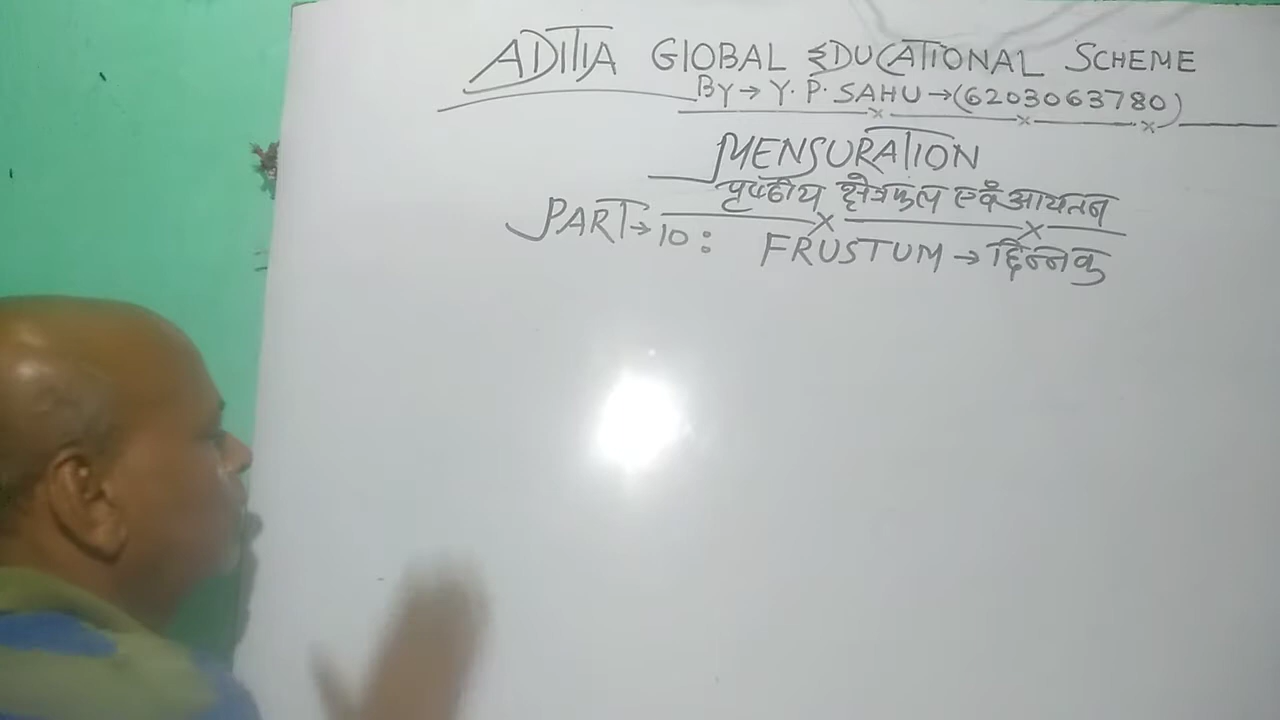 ADITIA GLOBAL EDUCATIONAL SCHEME
BY → Y. P. SAHU → (6203063780)
MENSURATION
पृष्ठीय क्षेत्रफल एवं आयतन
PART → 10 : FRUSTUM → छिन्नक